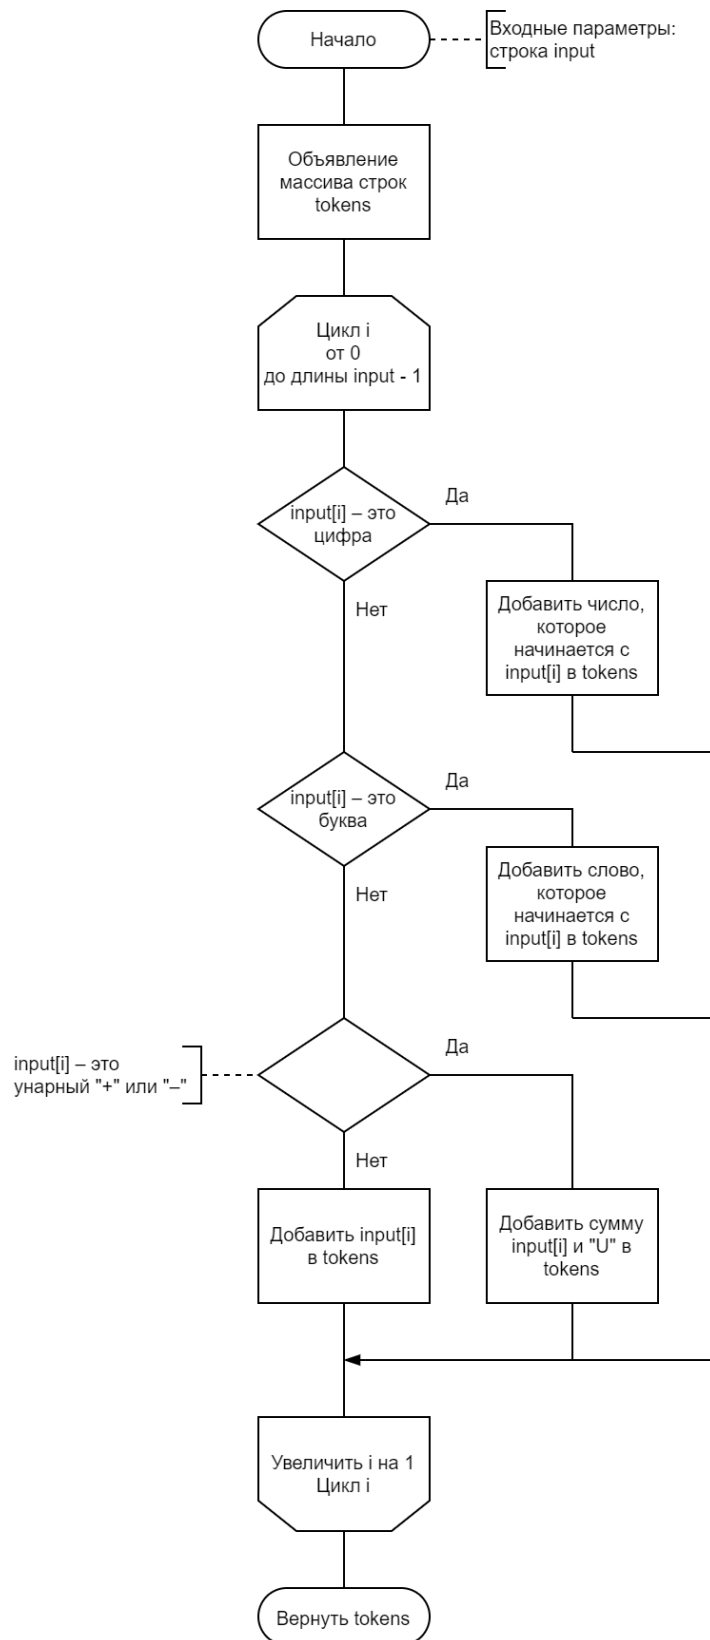 Начало
Входные параметры:
строка input
Объявление
массива строк
tokens
Цикл i
от 0
до длины input - 1
input[i] – это
цифра
Да
Нет
Добавить число,
которое
начинается с
input[i] в tokens
input[i] – это
буква
Да
Нет
Добавить слово,
которое
начинается с
input[i] в tokens
input[i] – это
унарный "+" или "–"
Да
Нет
Добавить input[i]
в tokens
Добавить сумму
input[i] и "U" в
tokens
Увеличить i на 1
Цикл i
Вернуть tokens